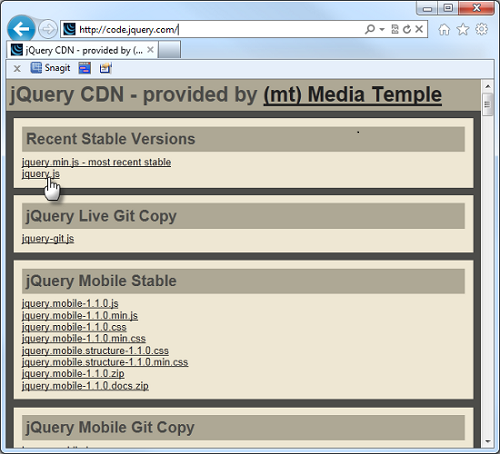 http://code.jquery.com/
jQuery CDN - provided by (...
x Snagit
jQuery CDN - provided by (mt) Media Temple
Recent Stable Versions
jquery.min.js - most recent stable
jquery.js
jQuery Live Git Copy
jquery-git.js
jQuery Mobile Stable
jquery.mobile-1.1.0.js
jquery.mobile-1.1.0.min.js
jquery.mobile-1.1.0.css
jquery.mobile-1.1.0.min.css
jquery.mobile.structure-1.1.0.css
jquery.mobile.structure-1.1.0.min.css
jquery.mobile-1.1.0.zip
jquery.mobile-1.1.0.docs.zip
jQuery Mobile Git Copy